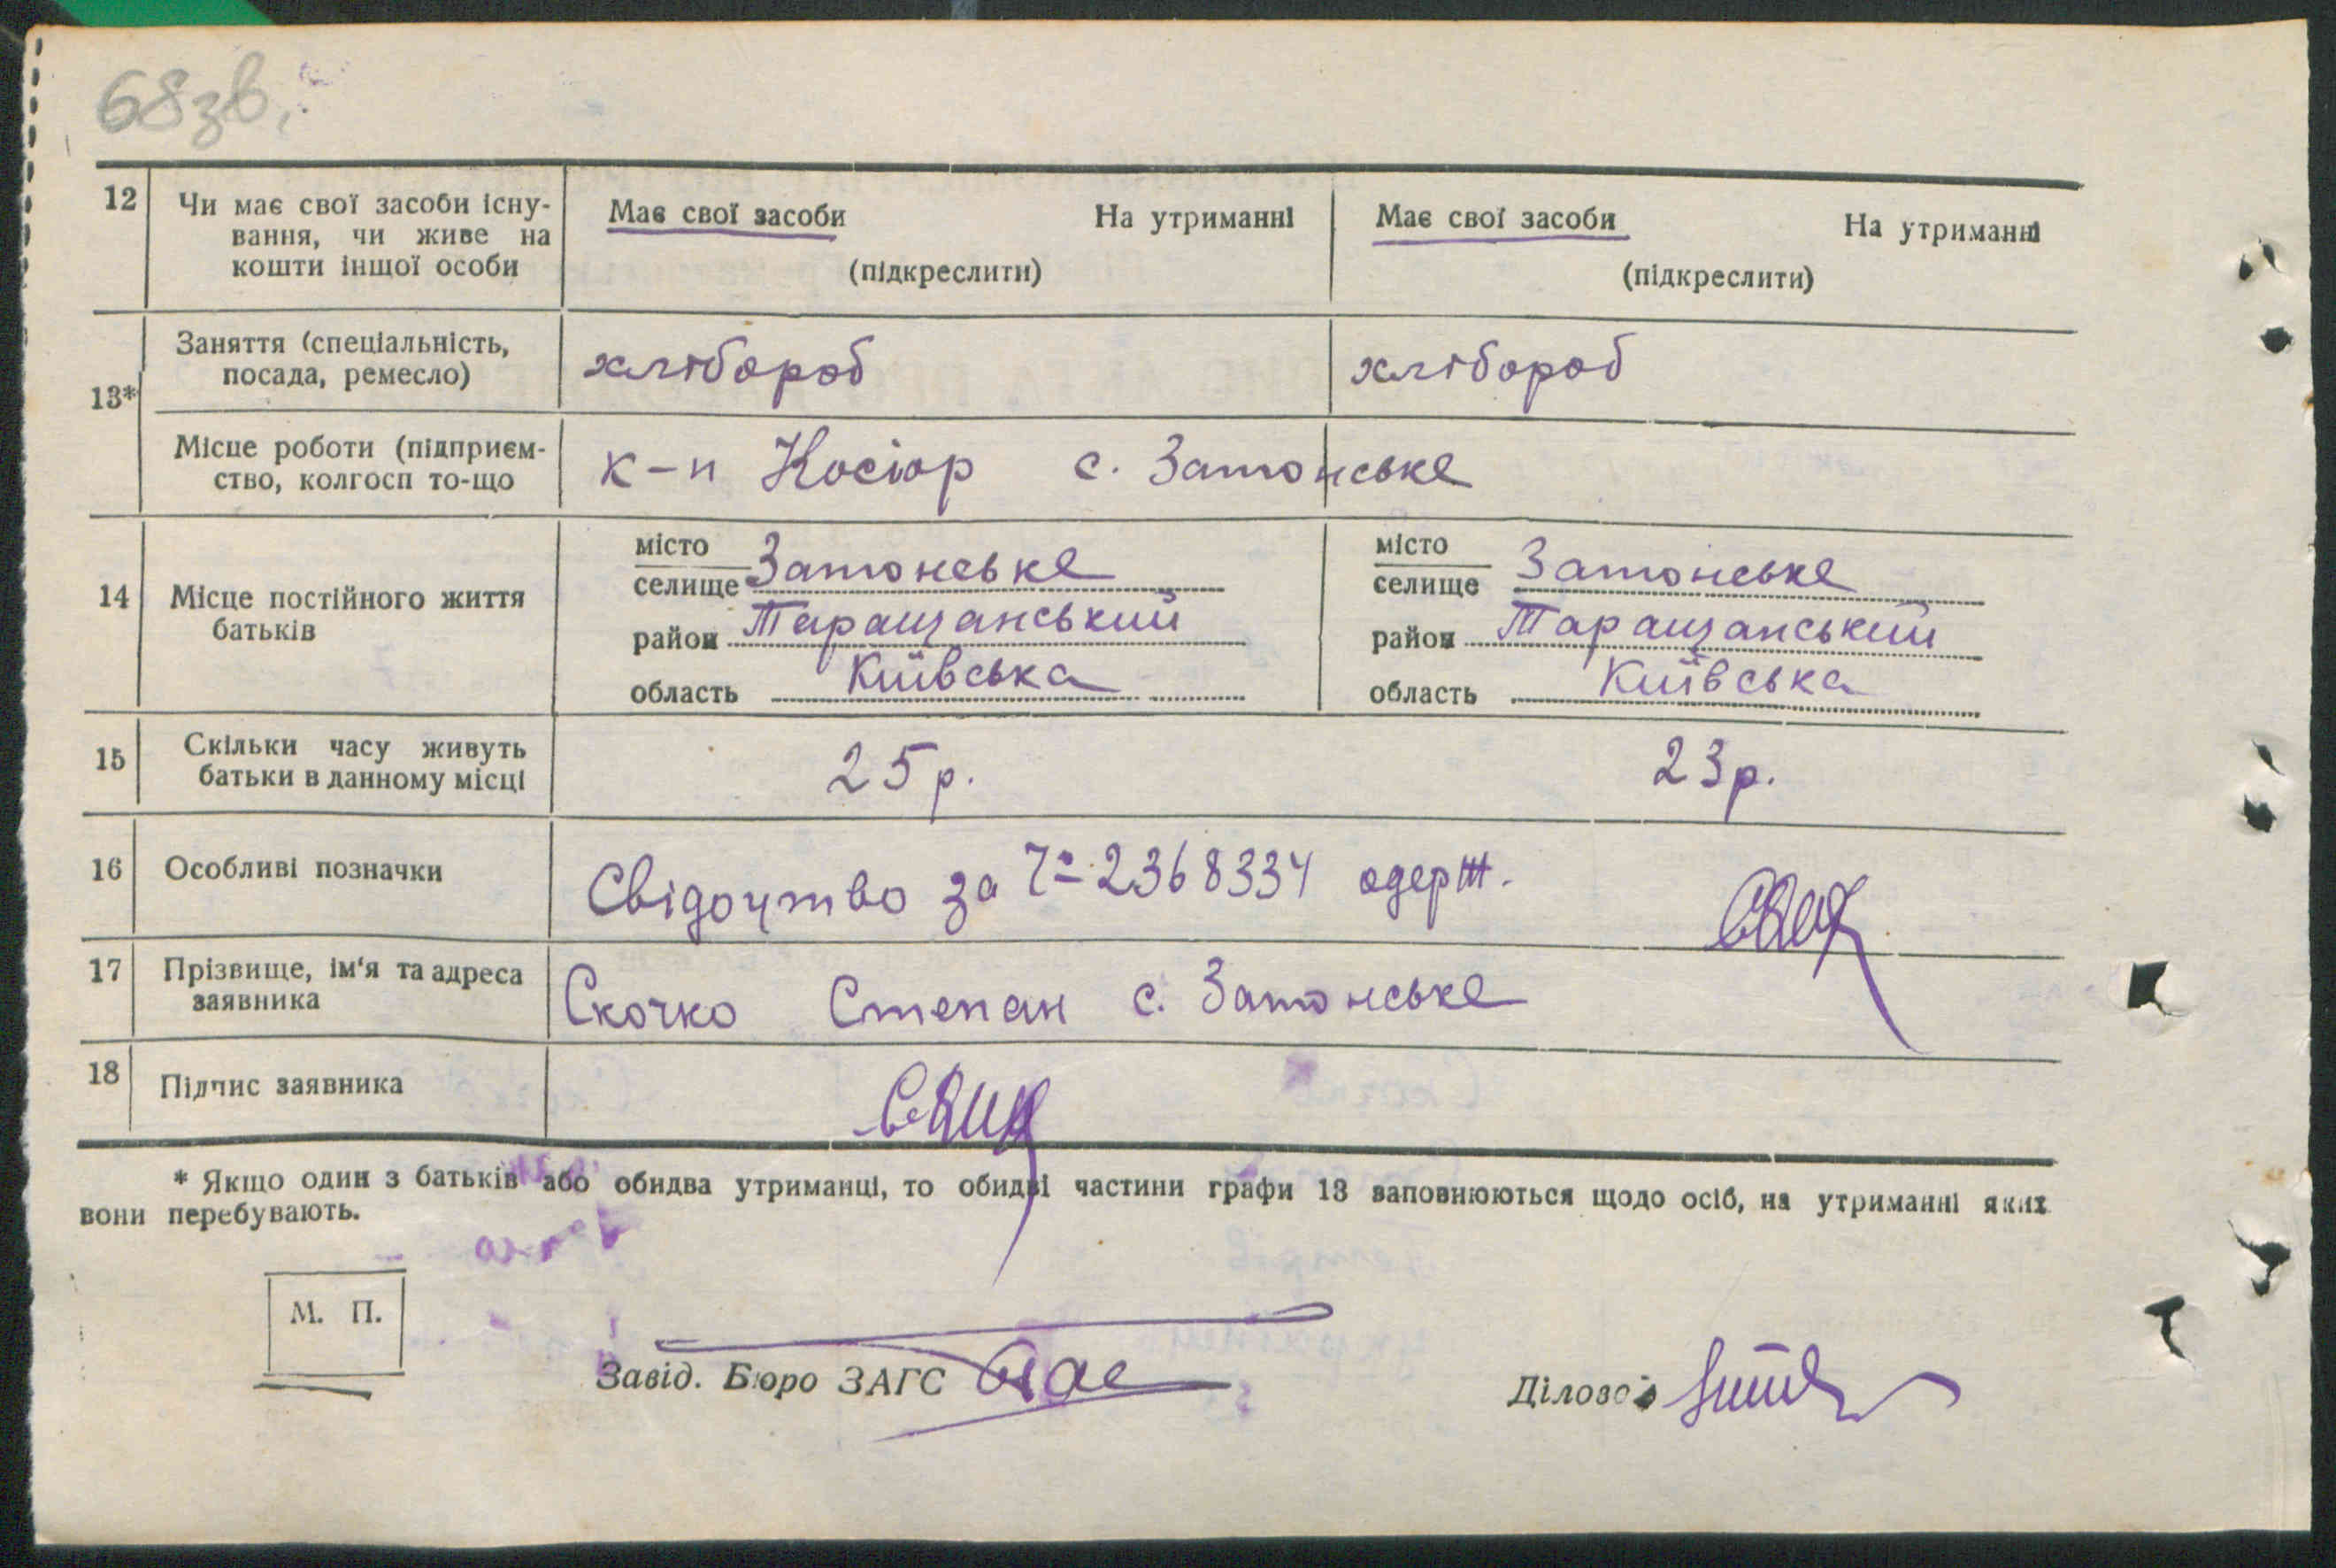 68зв.
12 Чи має свої засоби існу-
вання, чи живе на
кошти іншої особи
Має свої засоби На утриманні
(підкреслити)
Має свої засоби На утриманні
(підкреслити)
13*
Заняття (спеціальність,
посада, ремесло)
хлібороб
хлібороб
Місце роботи (підприєм-
ство, колгосп то-що
к-п Косіор с. Затонське
14 Місце постійного життя
батьків
місто
селище Затонське
район Таращанський
область Київська
місто
селище Затонське
район Таращанський
область Київська
15 Скільки часу живуть
батьки в данному місці
25 р.
23 р.
16 Особливі позначки
Свідоцтво за 2368334 одерж.
17 Прізвище, ім'я та адреса
заявника
Скочко Степан с. Затонське
18 Підпис заявника
* Якщо один з батьків або обидва утриманці, то обидві частини графи 13 заповнюються щодо осіб, на утриманні яких
вони перебувають.
М. П.
Завід. Бюро ЗАГС
Діловод